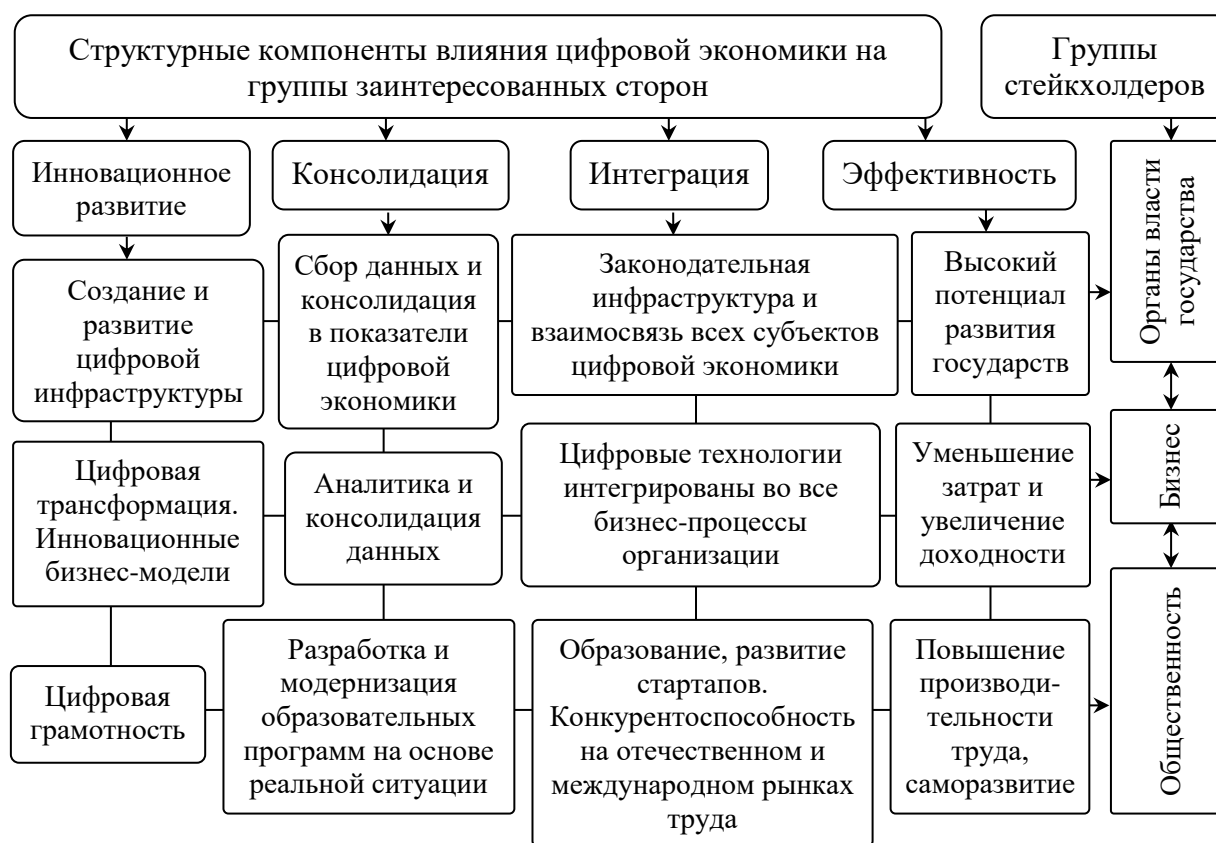 Структурные компоненты влияния цифровой экономики на
группы заинтересованных сторон
Группы
стейкхолдеров
Инновационное
развитие
Консолидация
Интеграция
Эффективность
Органы власти
государства
Создание и
развитие
цифровой
инфраструктуры
Сбор данных и
консолидация
в показатели
цифровой
экономики
Законодательная
инфраструктура и
взаимосвязь всех субъектов
цифровой экономики
Высокий
потенциал
развития
государств
Цифровая
трансформация.
Инновационные
бизнес-модели
Аналитика и
консолидация
данных
Цифровые технологии
интегрированы во все
бизнес-процессы
организации
Уменьшение
затрат и
увеличение
доходности
Бизнес
Цифровая
грамотность
Разработка и
модернизация
образовательных
программ на основе
реальной ситуации
Образование, развитие
стартапов.
Конкурентоспособность
на отечественном и
международном рынках
труда
Повышение
производи-
тельности
труда,
саморазвитие
Общественность